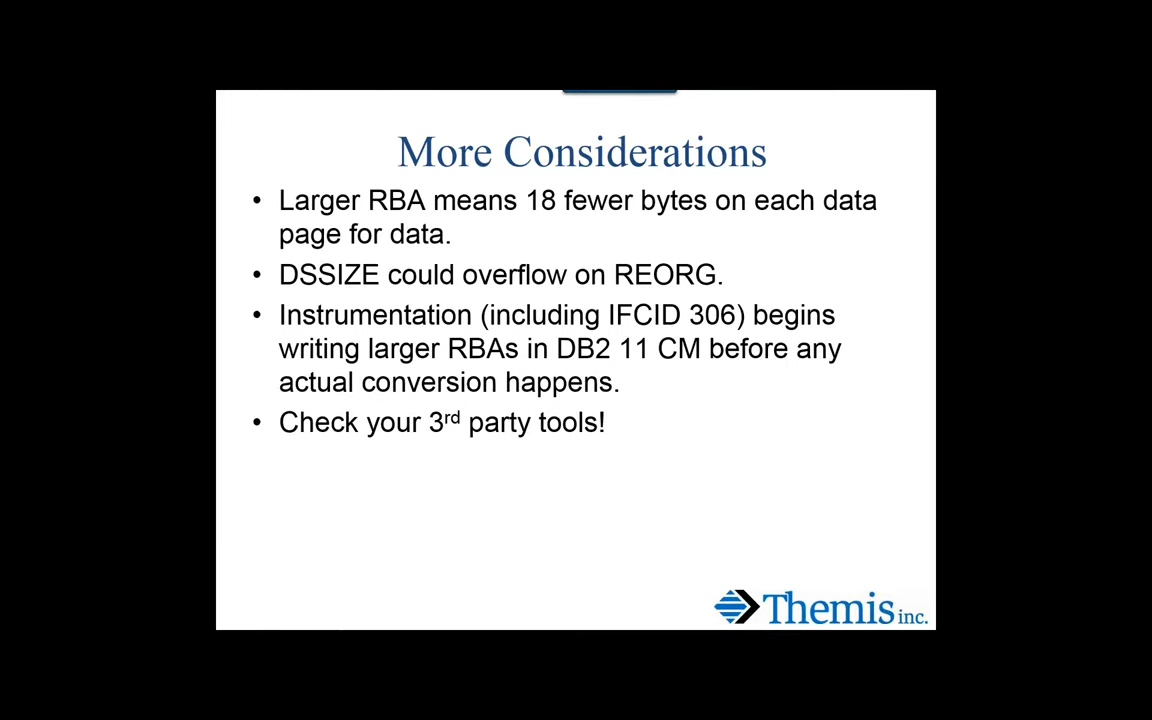 More Considerations
• Larger RBA means 18 fewer bytes on each data
page for data.
• DSSIZE could overflow on REORG.
• Instrumentation (including IFCID 306) begins
writing larger RBAs in DB2 11 CM before any
actual conversion happens.
• Check your 3rd party tools!
Themis inc.